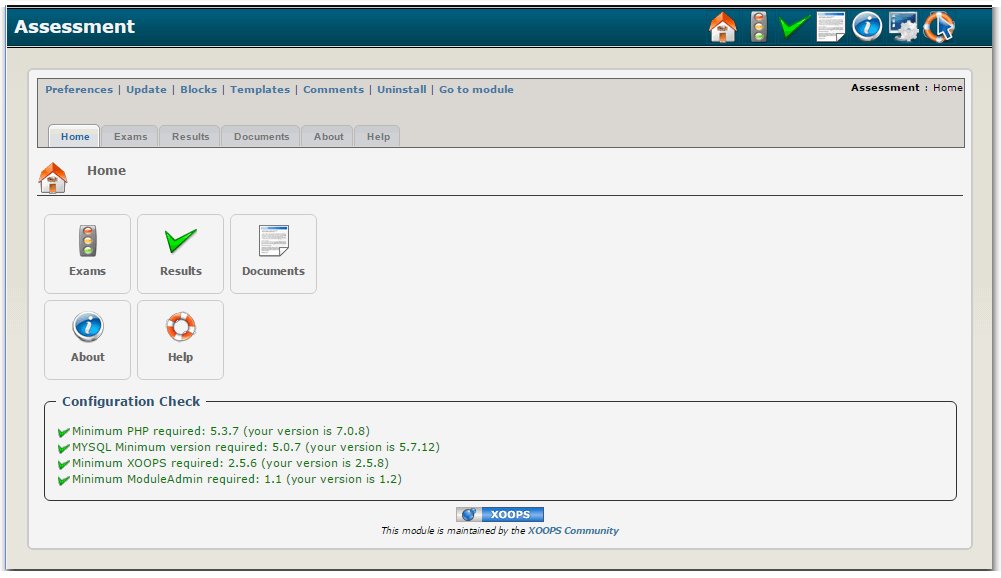 Assessment
Preferences | Update | Blocks | Templates | Comments | Uninstall | Go to module
Assessment : Home
Home Exams Results Documents About Help
Home
Exams Results Documents
About Help
Configuration Check
Minimum PHP required: 5.3.7 (your version is 7.0.8)
MYSQL Minimum version required: 5.0.7 (your version is 5.7.12)
Minimum XOOPS required: 2.5.6 (your version is 2.5.8)
Minimum ModuleAdmin required: 1.1 (your version is 1.2)
XOOPS
This module is maintained by the XOOPS Community